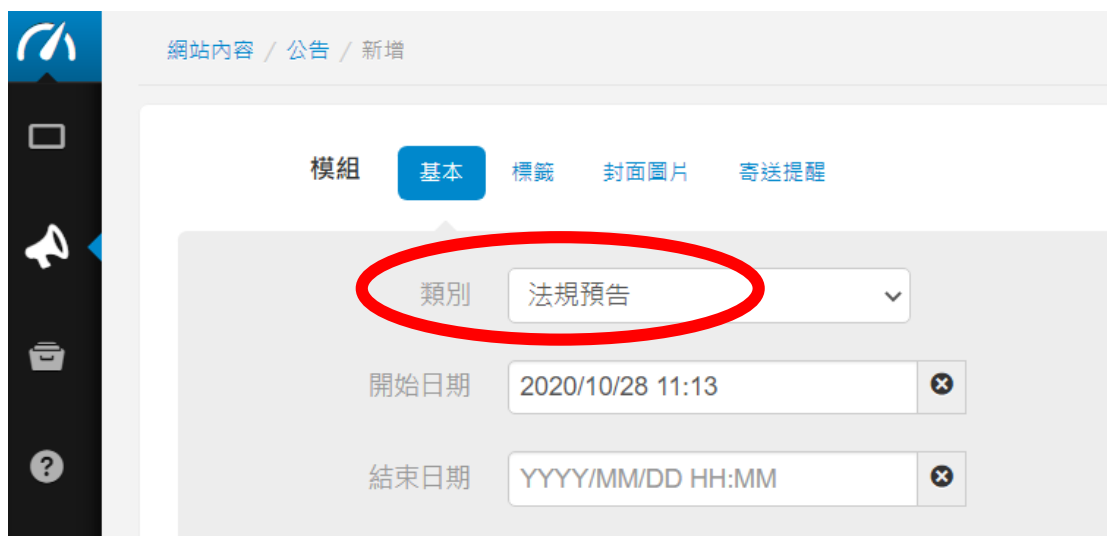 網站內容 / 公告 / 新增
模組 基本 標籤 封面圖片 寄送提醒
類別 法規預告
開始日期 2020/10/28 11:13
結束日期 YYYY/MM/DD HH:MM